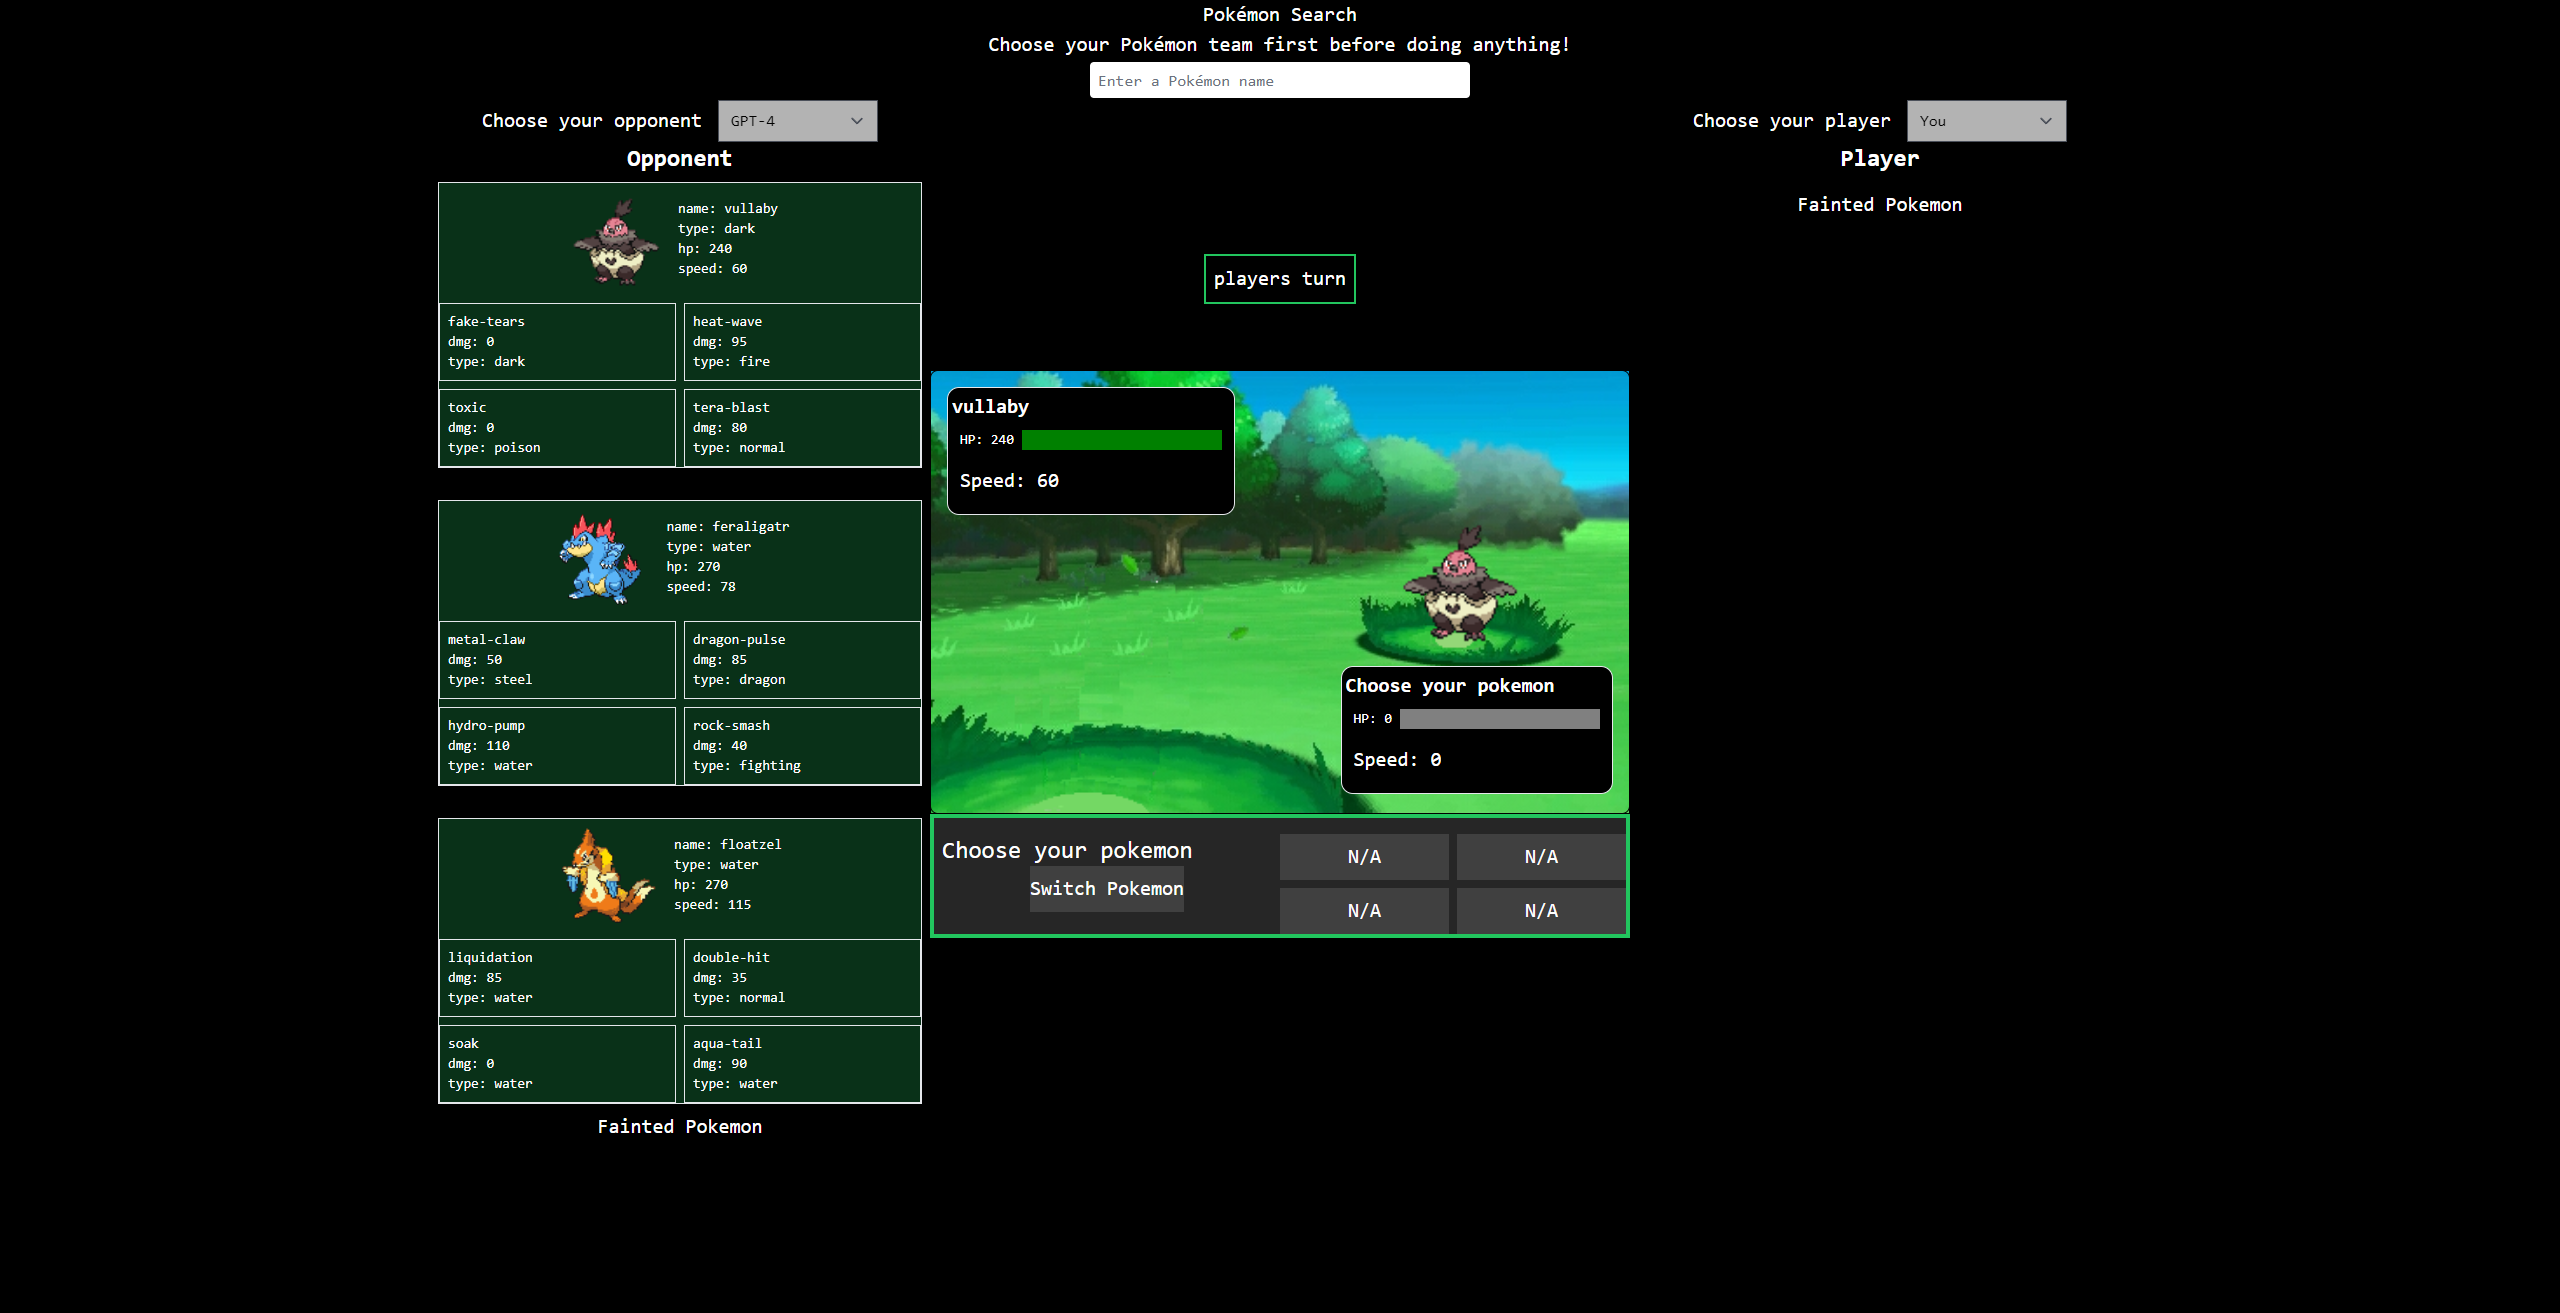 Pokémon Search
Choose your Pokémon team first before doing anything!
Enter a Pokémon name
Choose your opponent GPT-4
Opponent
name: vullaby
type: dark
hp: 240
speed: 60
fake-tears
dmg: 0
type: dark
heat-wave
dmg: 95
type: fire
toxic
dmg: 0
type: poison
tera-blast
dmg: 80
type: normal
name: feraligatr
type: water
hp: 270
speed: 78
metal-claw
dmg: 50
type: steel
dragon-pulse
dmg: 85
type: dragon
hydro-pump
dmg: 110
type: water
rock-smash
dmg: 40
type: fighting
name: floatzel
type: water
hp: 270
speed: 115
liquidation
dmg: 85
type: water
double-hit
dmg: 35
type: normal
soak
dmg: 0
type: water
aqua-tail
dmg: 90
type: water
Fainted Pokemon
players turn
vullaby
HP: 240
Speed: 60
Choose your pokemon
HP: 0
Speed: 0
Choose your pokemon
Switch Pokemon
N/A
N/A
N/A
N/A
Choose your player You
Player
Fainted Pokemon